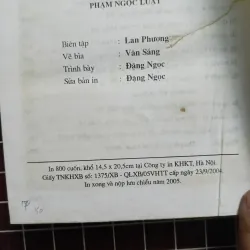 PHẠM NGỌC LUẬT
Biên tập : Lan Phương
Vẽ bìa : Văn Sáng
Trình bày : Đặng Ngọc
Sửa bản in : Đặng Ngọc
In 800 cuốn, khổ 14,5 x 20,5cm tại Công ty in KHKT, Hà Nội.
Giấy TNKHXB số: 1375/XB - QLXB/05VHTT cấp ngày 23/9/2004.
In xong và nộp lưu chiểu năm 2005.